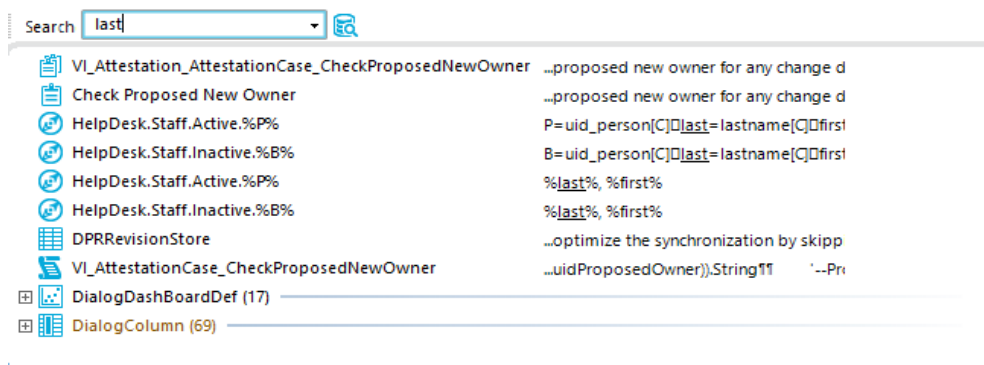 Search last
VI_Attestation_AttestationCase_CheckProposedNewOwner ...proposed new owner for any change d
Check Proposed New Owner ...proposed new owner for any change d
HelpDesk.Staff.Active.%P% P=uid_person[C]□last=lastname[C]□first
HelpDesk.Staff.Inactive.%B% B=uid_person[C]□last=lastname[C]□first
HelpDesk.Staff.Active.%P% %last%, %first%
HelpDesk.Staff.Inactive.%B% %last%, %first%
DPRRevisionStore ...optimize the synchronization by skipp
VI_AttestationCase_CheckProposedNewOwner ...uidProposedOwner)).String¶¶ '--Pro
DialogDashBoardDef (17)
DialogColumn (69)